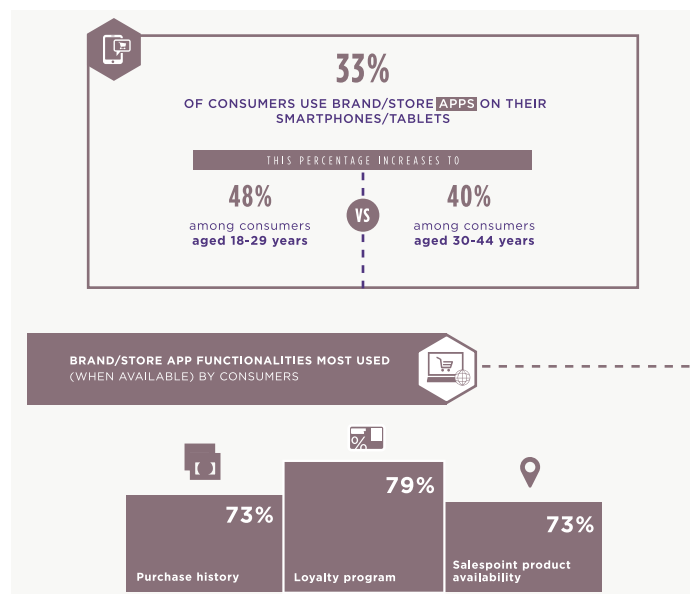 33%
OF CONSUMERS USE BRAND/STORE APPS ON THEIR
SMARTPHONES/TABLETS
THIS PERCENTAGE INCREASES TO
48%
among consumers
aged 18-29 years
VS
40%
among consumers
aged 30-44 years
BRAND/STORE APP FUNCTIONALITIES MOST USED
(WHEN AVAILABLE) BY CONSUMERS
%
73%
Purchase history
79%
Loyalty program
73%
Salespoint product
availability